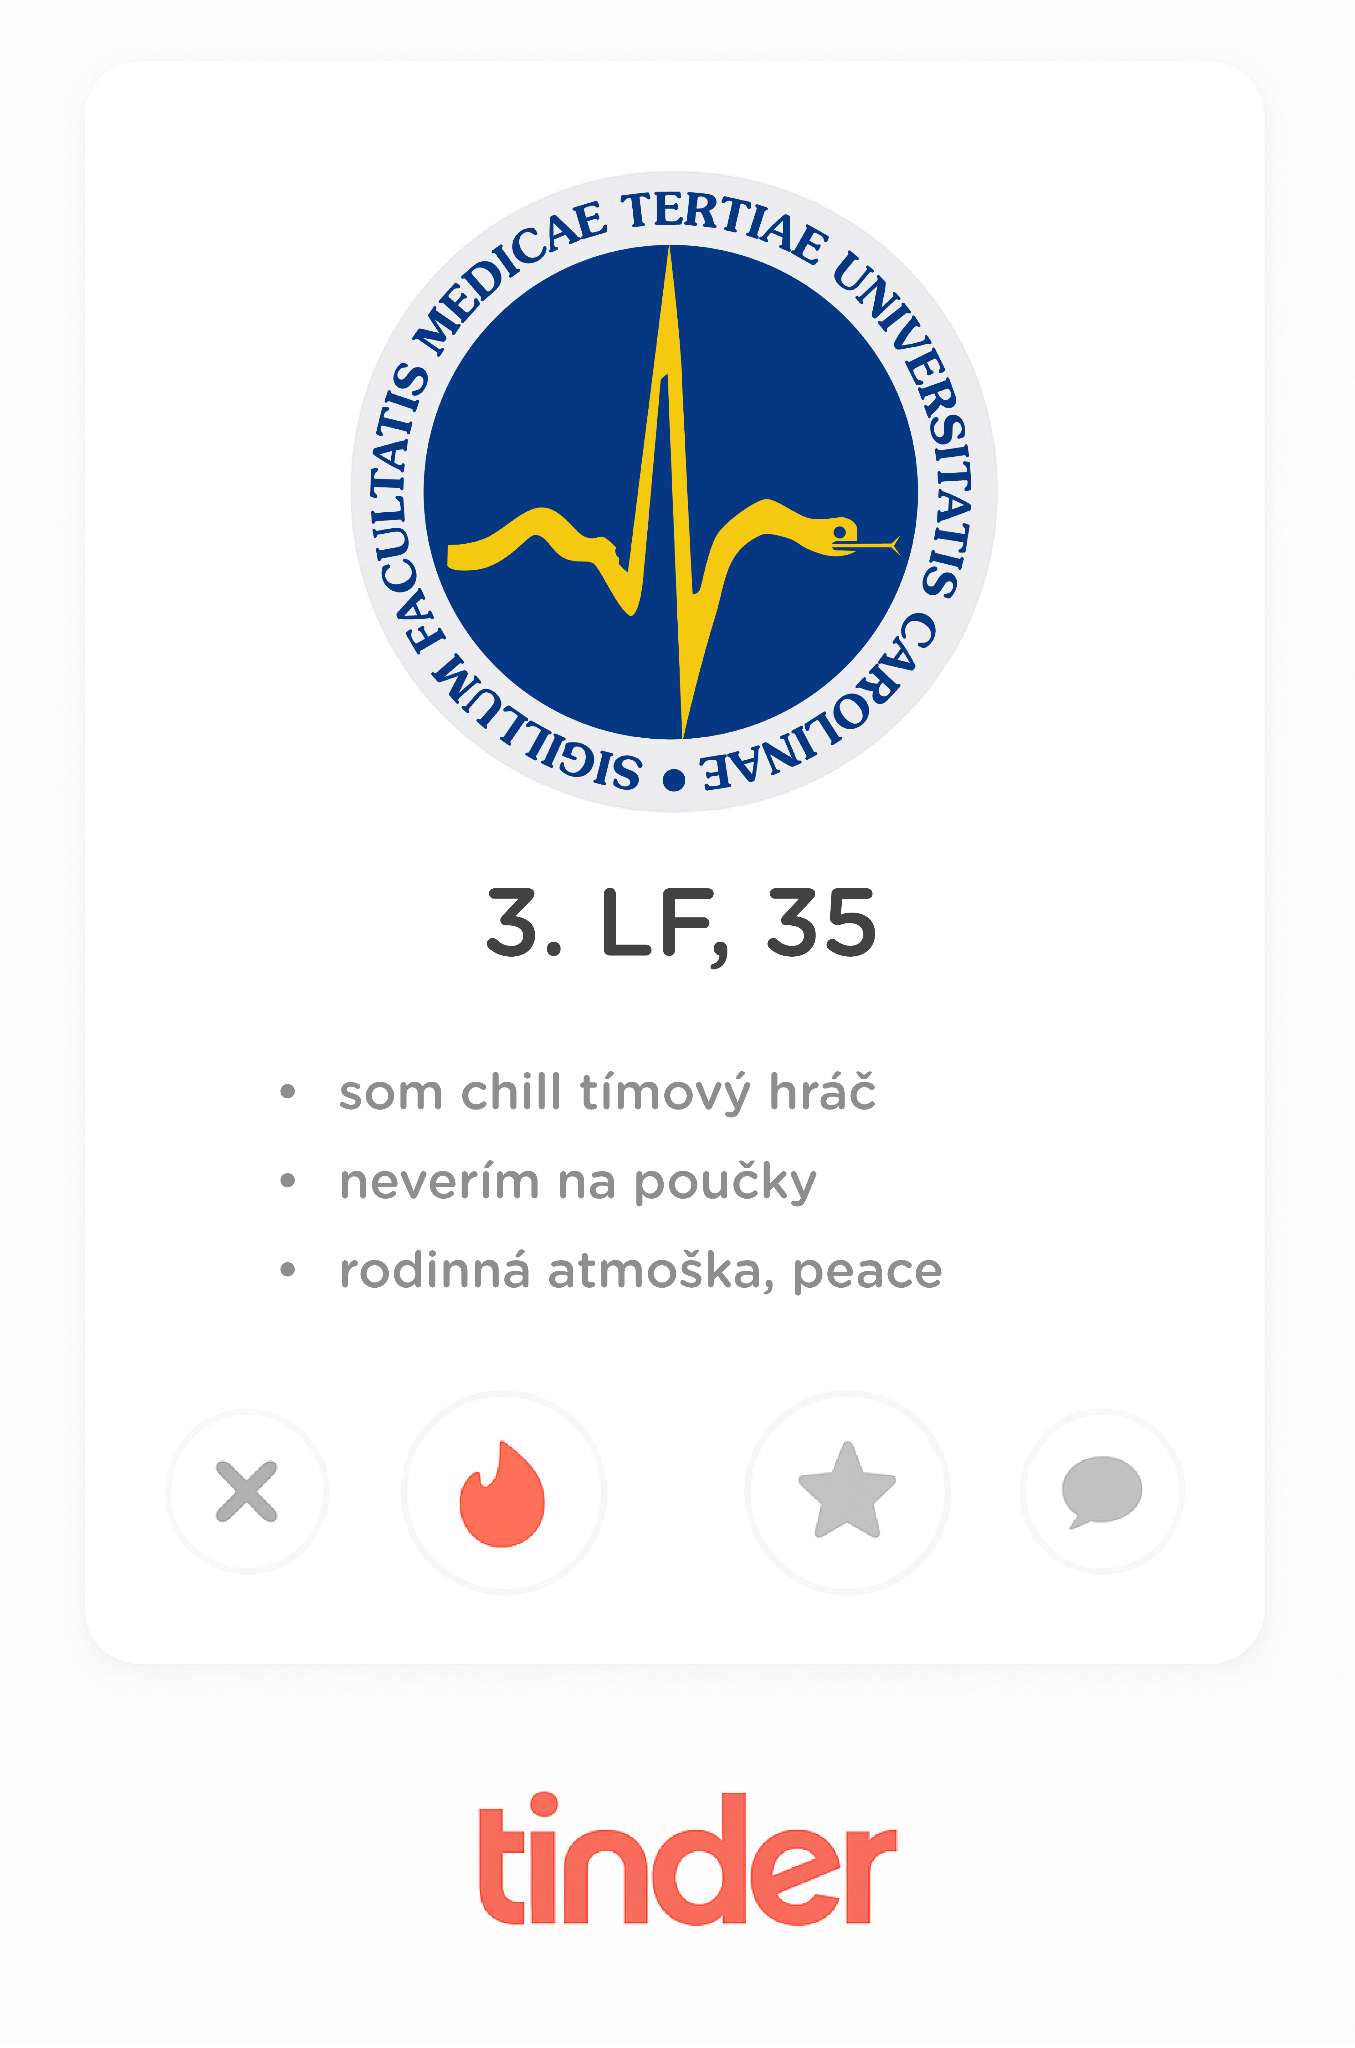 SIGILLUM FACULTATIS MEDICAE TERTIAE UNIVERSITATIS CAROLINAE •
3. LF, 35
• som chill tímový hráč
• neverím na poučky
• rodinná atmoška, peace
tinder